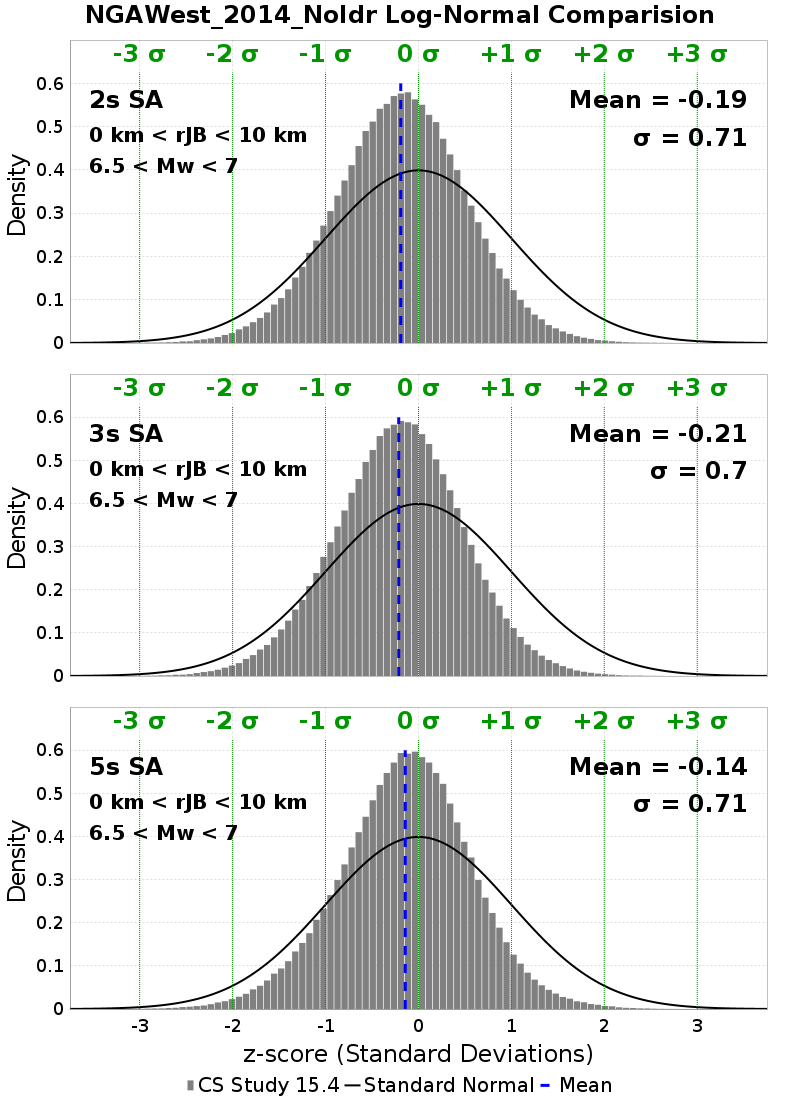 NGAWest_2014_NoIdr Log-Normal Comparision
-3 σ -2 σ -1 σ 0 σ +1 σ +2 σ +3 σ
2s SA
0 km < rJB < 10 km
6.5 < Mw < 7
Mean = -0.19
σ = 0.71
Density
0.6
0.5
0.4
0.3
0.2
0.1
0
-3 σ -2 σ -1 σ 0 σ +1 σ +2 σ +3 σ
3s SA
0 km < rJB < 10 km
6.5 < Mw < 7
Mean = -0.21
σ = 0.7
Density
0.6
0.5
0.4
0.3
0.2
0.1
0
-3 σ -2 σ -1 σ 0 σ +1 σ +2 σ +3 σ
5s SA
0 km < rJB < 10 km
6.5 < Mw < 7
Mean = -0.14
σ = 0.71
Density
0.6
0.5
0.4
0.3
0.2
0.1
0
-3 -2 -1 0 1 2 3
z-score (Standard Deviations)
CS Study 15.4 Standard Normal Mean